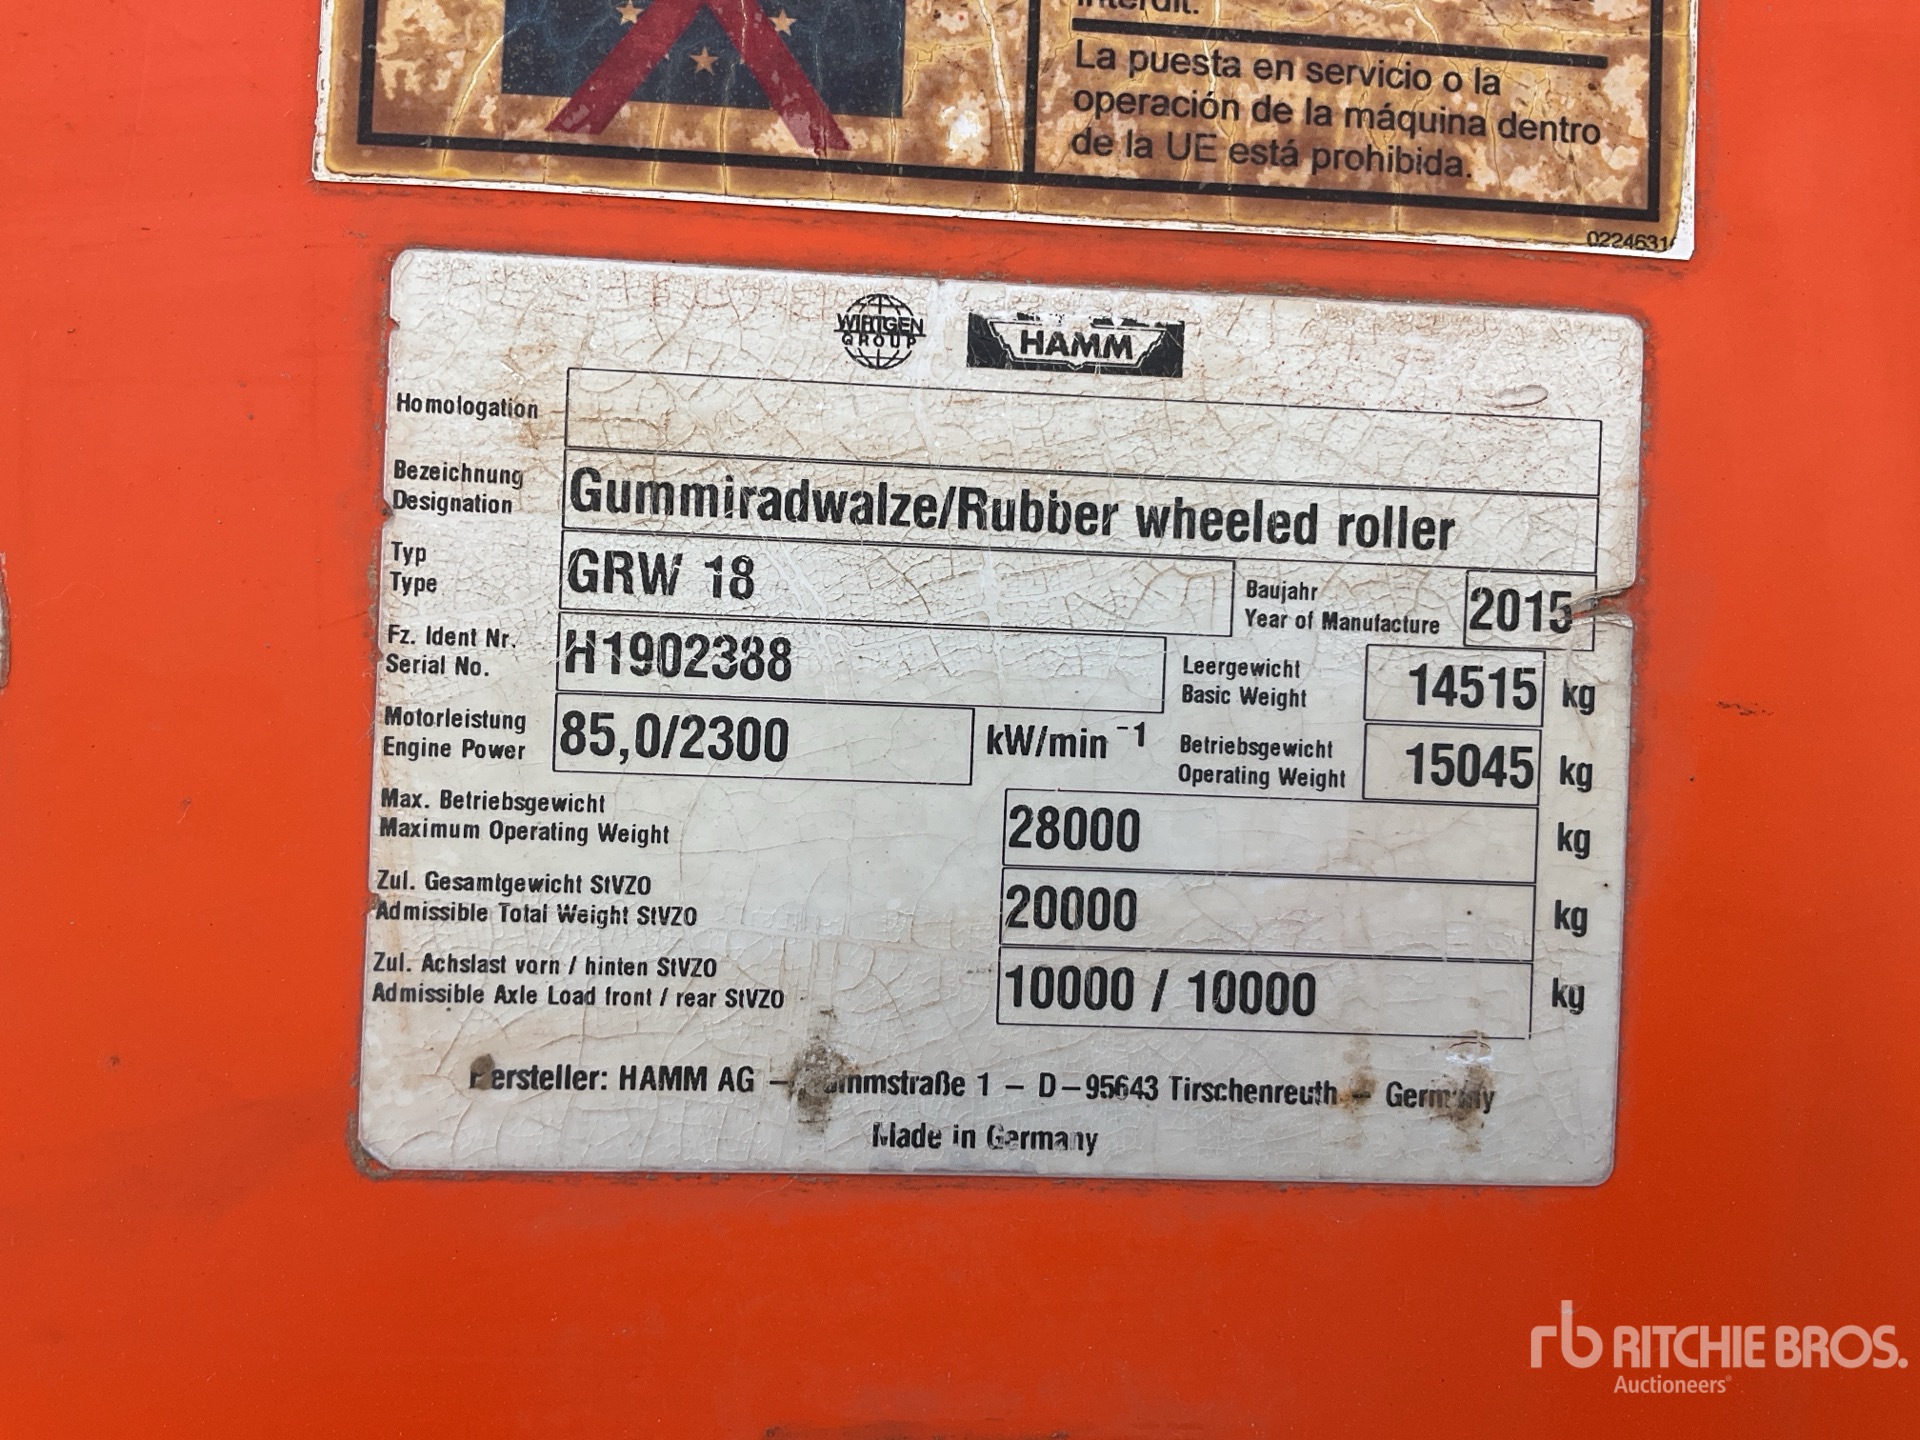 La puesta en servicio o la
operación de la máquina dentro
de la UE está prohibida.
WIRTGEN
GROUP
HAMM
Homologation
Bezeichnung
Designation
Gummiradwalze/Rubber wheeled roller
Typ
Type
GRW 18
Baujahr
Year of Manufacture
2015
Fz. Ident Nr.
Serial No.
H1902388
Leergewicht
Basic Weight
14515 kg
Motorleistung
Engine Power
85,0/2300 kW/min⁻¹
Betriebsgewicht
Operating Weight
15045 kg
Max. Betriebsgewicht
Maximum Operating Weight
28000 kg
Zul. Gesamtgewicht StVZO
Admissible Total Weight StVZO
20000 kg
Zul. Achslast vorn / hinten StVZO
Admissible Axle Load front / rear StVZO
10000 / 10000 kg
Hersteller: HAMM AG – Hammstraße 1 – D–95643 Tirschenreuth – Germany
Made in Germany
rb RITCHIE BROS.
Auctioneers